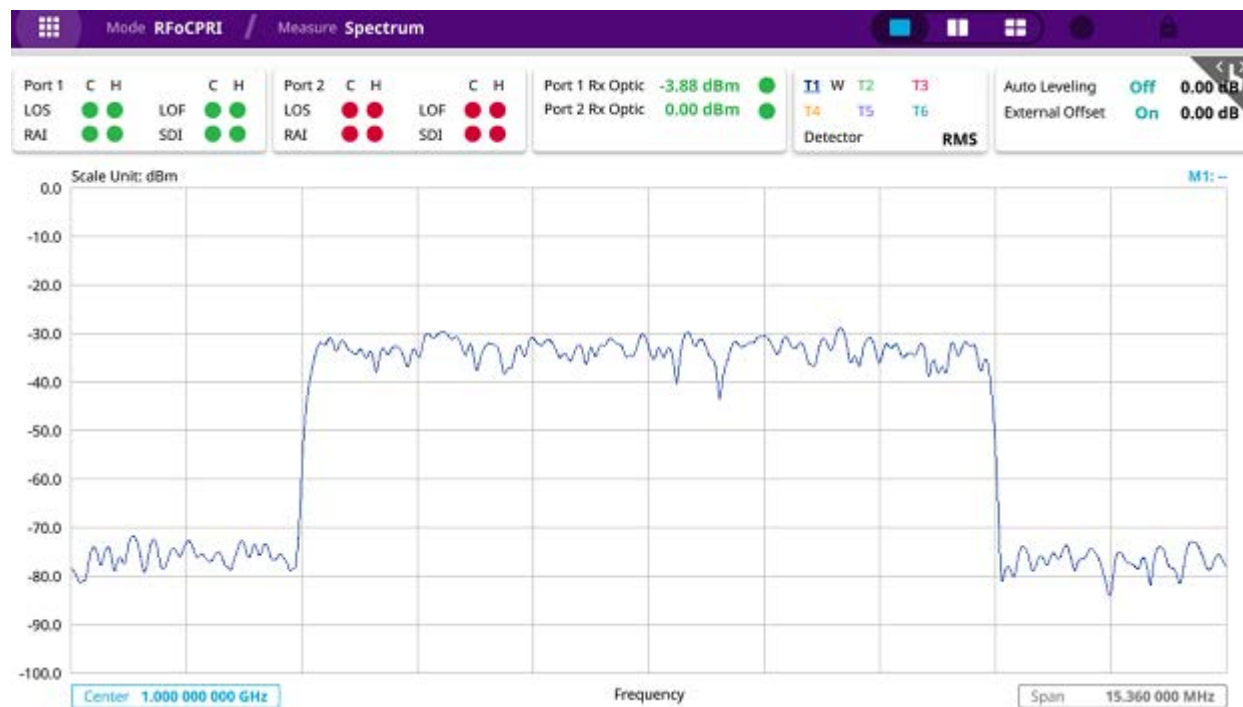 Mode RFoCPRI / Measure Spectrum
Port 1 C H C H
LOS LOF
RAI SDI
Port 2 C H C H
LOS LOF
RAI SDI
Port 1 Rx Optic -3.88 dBm
Port 2 Rx Optic 0.00 dBm
T1 W T2 T3
T4 T5 T6
Detector RMS
Auto Leveling Off 0.00 dB
External Offset On 0.00 dB
Scale Unit: dBm
M1: --
0.0
-10.0
-20.0
-30.0
-40.0
-50.0
-60.0
-70.0
-80.0
-90.0
-100.0
Center 1.000 000 000 GHz
Frequency
Span 15.360 000 MHz